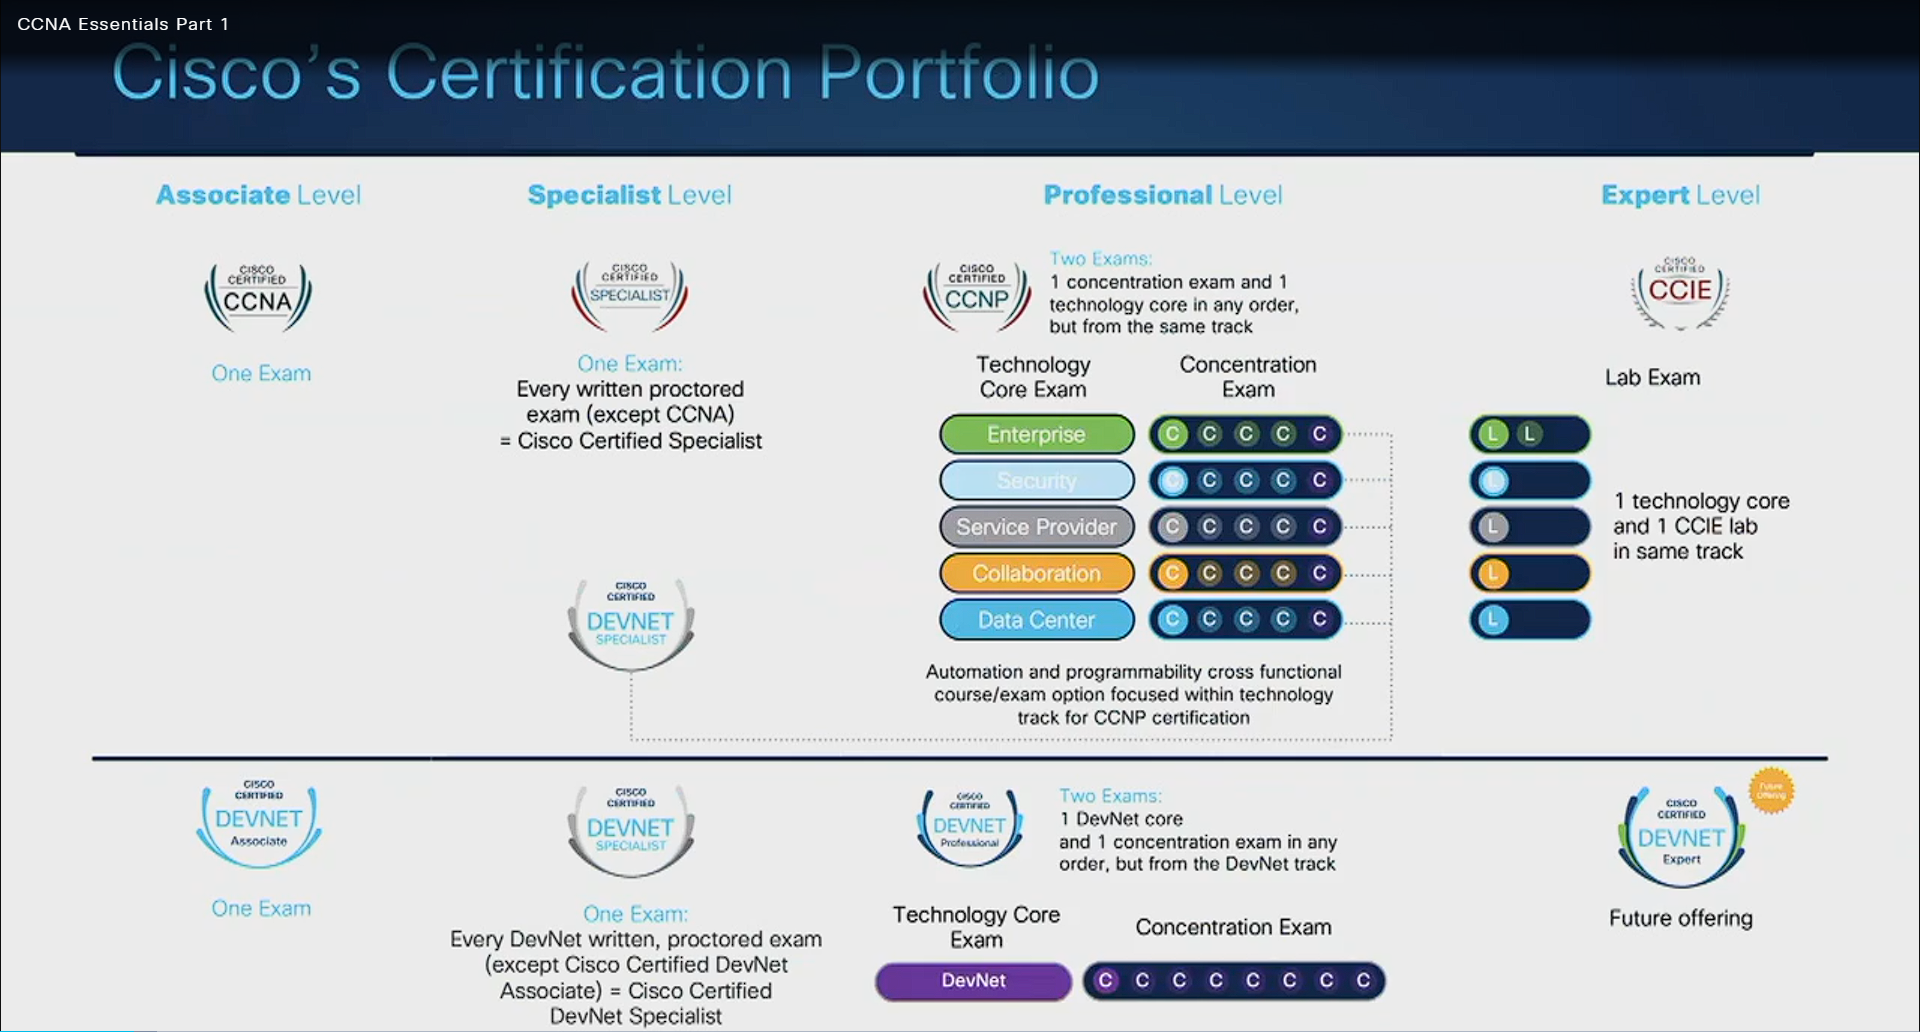 CCNA Essentials Part 1
Cisco's Certification Portfolio
Associate Level
Specialist Level
Professional Level
Expert Level
CISCO
CERTIFIED
CCNA
One Exam
CISCO
CERTIFIED
SPECIALIST
One Exam:
Every written proctored
exam (except CCNA)
= Cisco Certified Specialist
CISCO
CERTIFIED
DEVNET
SPECIALIST
CISCO
CERTIFIED
CCNP
Two Exams:
1 concentration exam and 1
technology core in any order,
but from the same track
Technology
Core Exam
Concentration
Exam
Enterprise
C C C C C
Security
C C C C C
Service Provider
C C C C C
Collaboration
C C C C C
Data Center
C C C C C
Automation and programmability cross functional
course/exam option focused within technology
track for CCNP certification
CISCO
CERTIFIED
CCIE
Lab Exam
L L
L
L
L
L
1 technology core
and 1 CCIE lab
in same track
CISCO
CERTIFIED
DEVNET
Associate
One Exam
CISCO
CERTIFIED
DEVNET
SPECIALIST
One Exam:
Every DevNet written, proctored exam
(except Cisco Certified DevNet
Associate) = Cisco Certified
DevNet Specialist
CISCO
CERTIFIED
DEVNET
Professional
Two Exams:
1 DevNet core
and 1 concentration exam in any
order, but from the DevNet track
Technology Core
Exam
Concentration Exam
DevNet
C C C C C C C C
Future
Offering
CISCO
CERTIFIED
DEVNET
Expert
Future offering